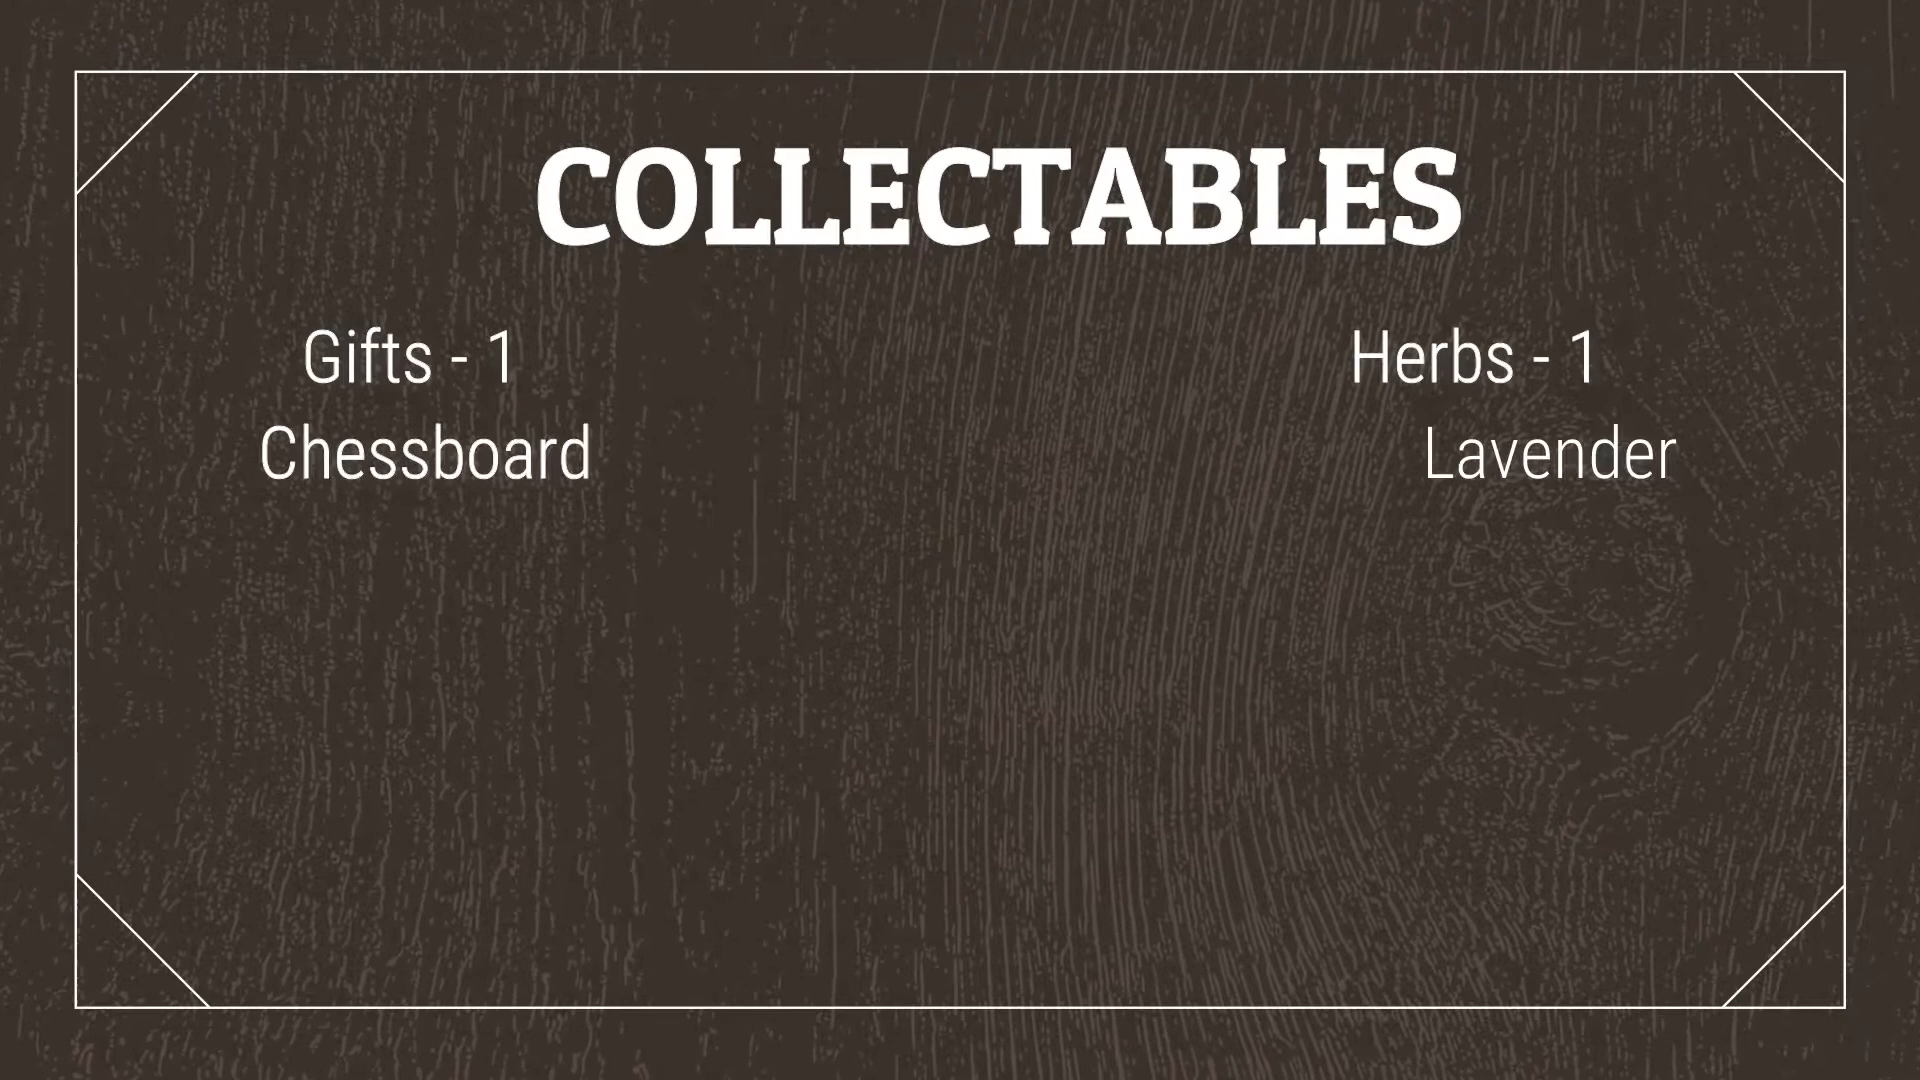 COLLECTABLES
Gifts - 1
Chessboard
Herbs - 1
Lavender